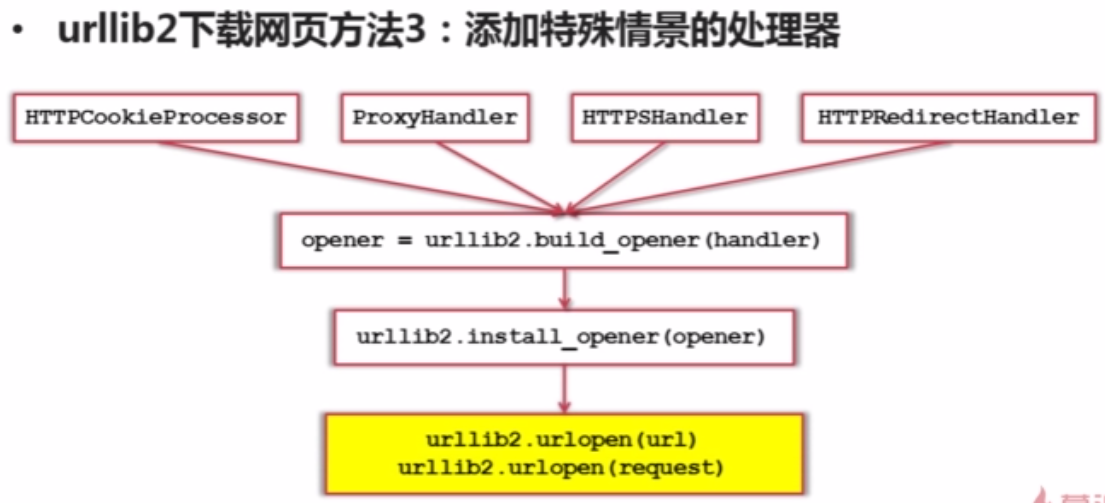 • urllib2下载网页方法3：添加特殊情景的处理器
HTTPCookieProcessor
ProxyHandler
HTTPSHandler
HTTPRedirectHandler
opener = urllib2.build_opener(handler)
urllib2.install_opener(opener)
urllib2.urlopen(url)
urllib2.urlopen(request)